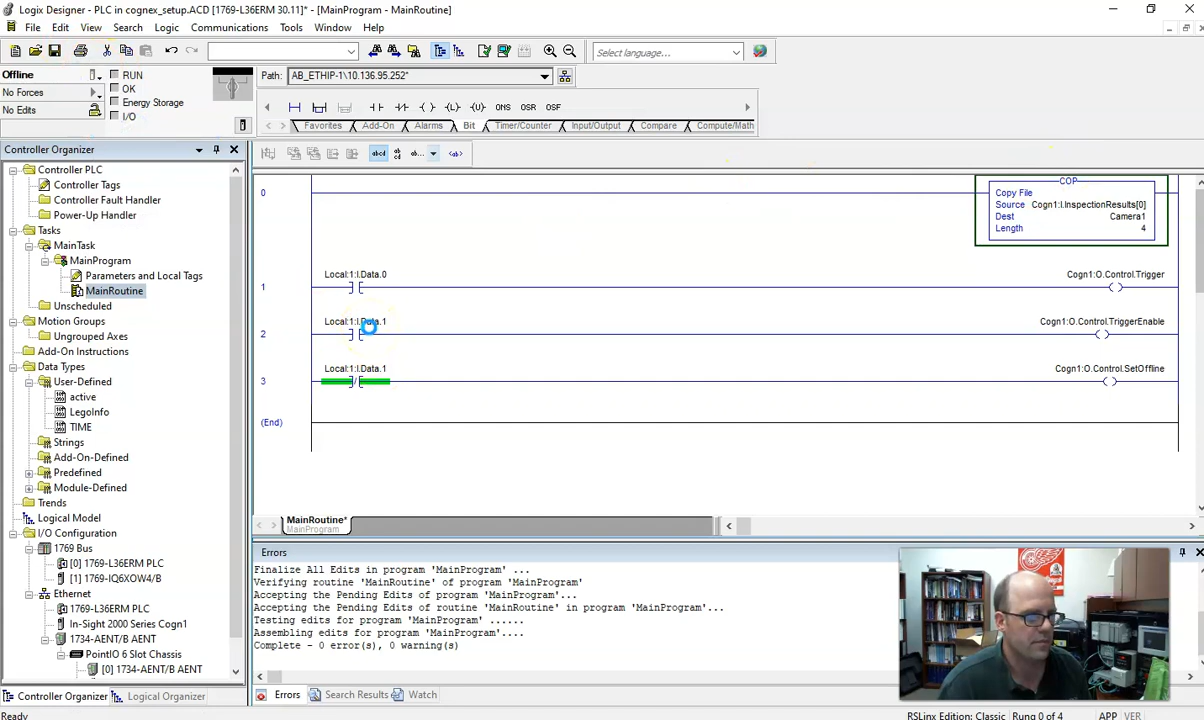 Logix Designer - PLC in cognex_setup.ACD [1769-L36ERM 30.11]* - [MainProgram - MainRoutine]
File Edit View Search Logic Communications Tools Window Help
Select language...
Offline
RUN
No Forces
OK
Energy Storage
No Edits
I/O
Path: AB_ETHIP-1\10.136.95.252*
ONS OSR OSF
Favorites Add-On Alarms Bit Timer/Counter Input/Output Compare Compute/Math
Controller Organizer
Controller PLC
Controller Tags
Controller Fault Handler
Power-Up Handler
Tasks
MainTask
MainProgram
Parameters and Local Tags
MainRoutine
Unscheduled
Motion Groups
Ungrouped Axes
Add-On Instructions
Data Types
User-Defined
active
LegoInfo
TIME
Strings
Add-On-Defined
Predefined
Module-Defined
Trends
Logical Model
I/O Configuration
1769 Bus
[0] 1769-L36ERM PLC
[1] 1769-IQ6XOW4/B
Ethernet
1769-L36ERM PLC
In-Sight 2000 Series Cogn1
1734-AENT/B AENT
PointIO 6 Slot Chassis
[0] 1734-AENT/B AENT
Controller Organizer Logical Organizer
0
COP
Copy File
Source Cogn1:I.InspectionResults[0]
Dest Camera1
Length 4
Local:1:I.Data.0 Cogn1:O.Control.Trigger
1
Local:1:I.Data.1 Cogn1:O.Control.TriggerEnable
2
Local:1:I.Data.1 Cogn1:O.Control.SetOffline
3
(End)
MainRoutine*
MainProgram
Errors
Finalize All Edits in program 'MainProgram' ...
Verifying routine 'MainRoutine' of program 'MainProgram'
Accepting the Pending Edits of program 'MainProgram'...
Accepting the Pending Edits of routine 'MainRoutine' in program 'MainProgram'...
Testing edits for program 'MainProgram' ......
Assembling edits for program 'MainProgram'....
Complete - 0 error(s), 0 warning(s)
Errors Search Results Watch
Ready
RSLinx Edition: Classic Rung 0 of 4 APP VER